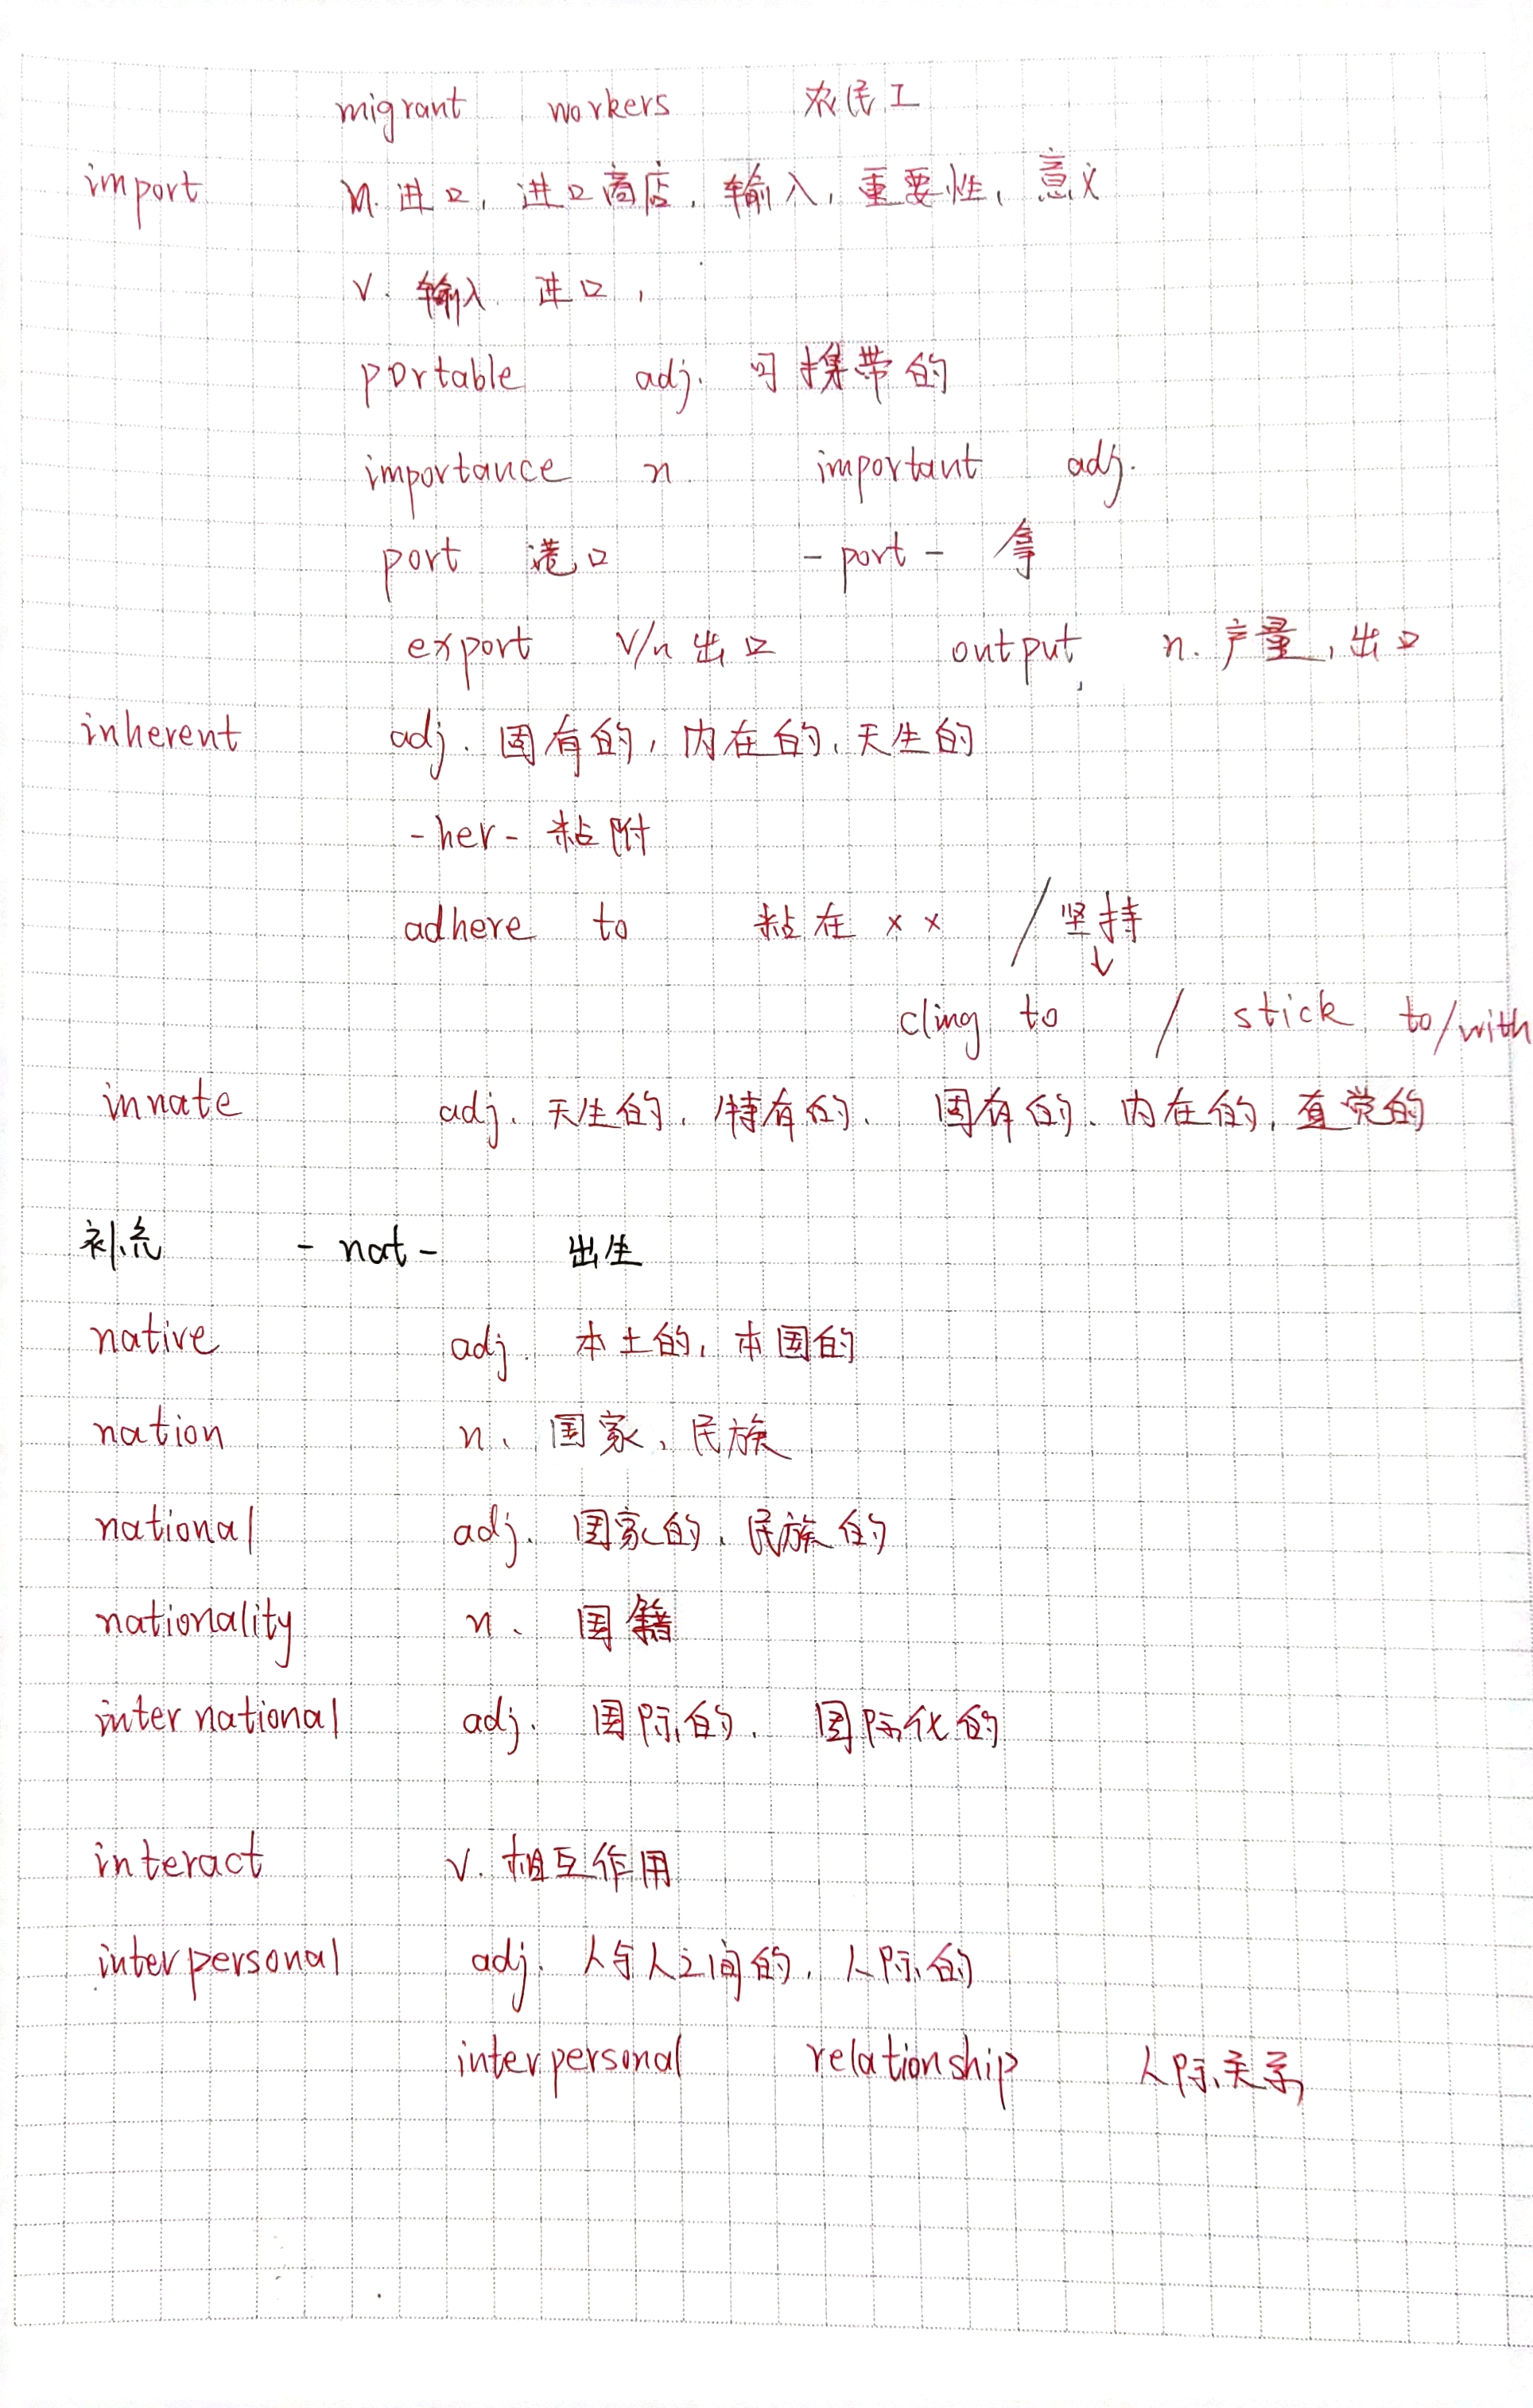 migrant workers 农民工
import n. 进口, 进口商店, 输入, 重要性, 意义
v. 输入 进口,
portable adj. 可携带的
importance n. important adj.
port 港口 -port- 拿
export v/n 出口 output n. 产量, 出口
inherent adj. 固有的, 内在的, 天生的
-her- 粘附
adhere to 粘在 x x / 坚持
↓
cling to / stick to/with
innate adj. 天生的, 特有的, 固有的、内在的, 直觉的
补充 -nat- 出生
native adj. 本土的, 本国的
nation n、国家、民族
national adj. 国家的、民族的
nationality n、国籍
international adj. 国际的、国际化的
interact v. 相互作用
interpersonal adj. 人与人之间的, 人际的
interpersonal relationship 人际关系